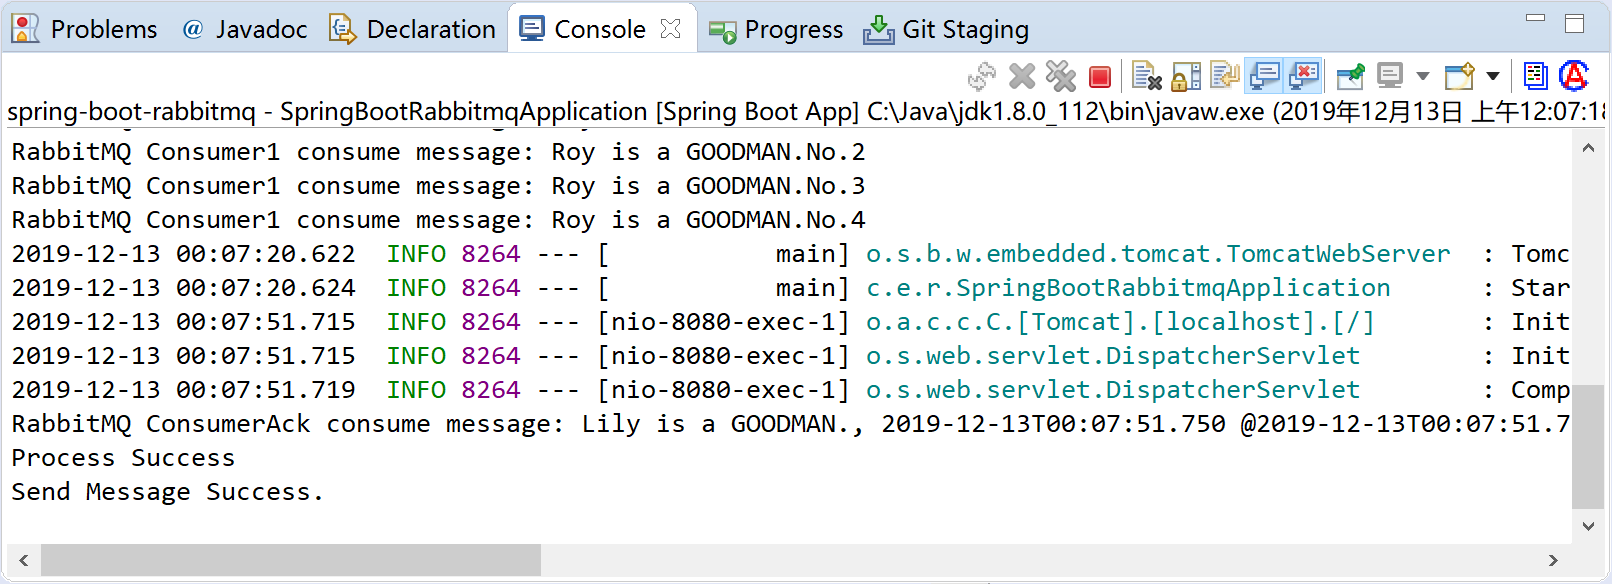 Problems @ Javadoc Declaration Console Progress Git Staging
spring-boot-rabbitmq - SpringBootRabbitmqApplication [Spring Boot App] C:\Java\jdk1.8.0_112\bin\javaw.exe (2019年12月13日 上午12:07:18
RabbitMQ Consumer1 consume message: Roy is a GOODMAN.No.2
RabbitMQ Consumer1 consume message: Roy is a GOODMAN.No.3
RabbitMQ Consumer1 consume message: Roy is a GOODMAN.No.4
2019-12-13 00:07:20.622  INFO 8264 --- [           main] o.s.b.w.embedded.tomcat.TomcatWebServer  : Tomc
2019-12-13 00:07:20.624  INFO 8264 --- [           main] c.e.r.SpringBootRabbitmqApplication      : Star
2019-12-13 00:07:51.715  INFO 8264 --- [nio-8080-exec-1] o.a.c.c.C.[Tomcat].[localhost].[/]       : Init
2019-12-13 00:07:51.715  INFO 8264 --- [nio-8080-exec-1] o.s.web.servlet.DispatcherServlet        : Init
2019-12-13 00:07:51.719  INFO 8264 --- [nio-8080-exec-1] o.s.web.servlet.DispatcherServlet        : Comp
RabbitMQ ConsumerAck consume message: Lily is a GOODMAN., 2019-12-13T00:07:51.750 @2019-12-13T00:07:51.7
Process Success
Send Message Success.